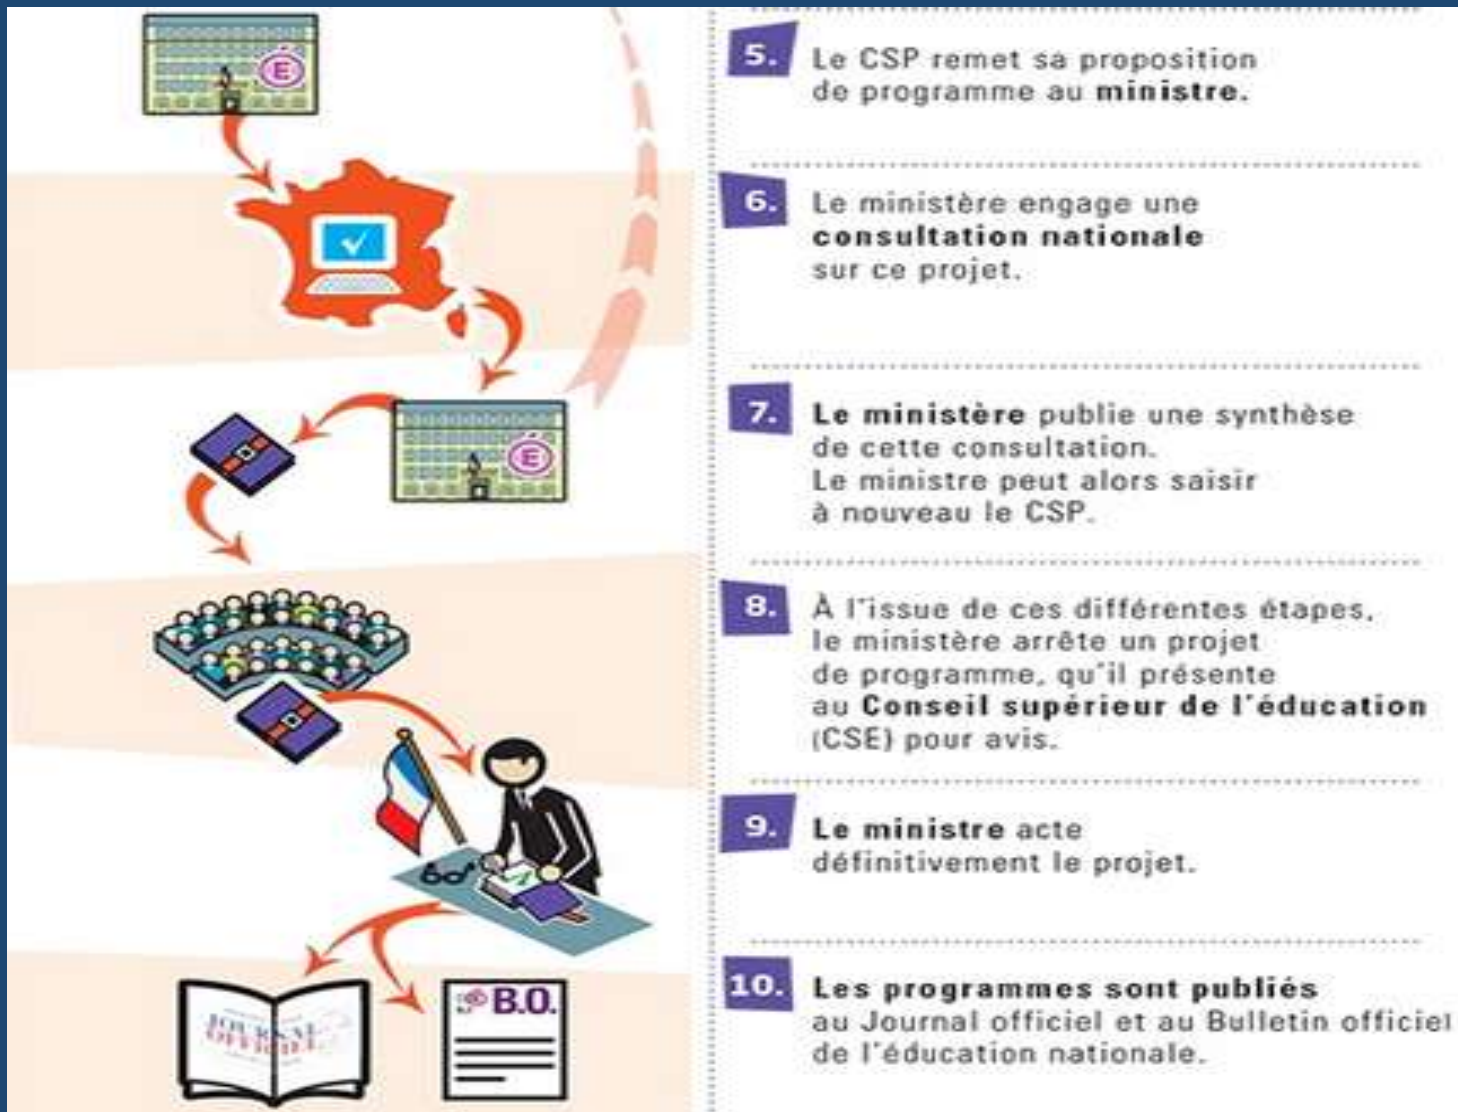 É
5.
Le CSP remet sa proposition
de programme au ministre.
6.
Le ministère engage une
consultation nationale
sur ce projet.
7.
Le ministère publie une synthèse
de cette consultation.
Le ministre peut alors saisir
à nouveau le CSP.
É
8.
À l'issue de ces différentes étapes,
le ministère arrête un projet
de programme, qu'il présente
au Conseil supérieur de l'éducation
(CSE) pour avis.
9.
Le ministre acte
définitivement le projet.
10.
Les programmes sont publiés
au Journal officiel et au Bulletin officiel
de l'éducation nationale.
JOURNAL
OFFICIEL
B.O.